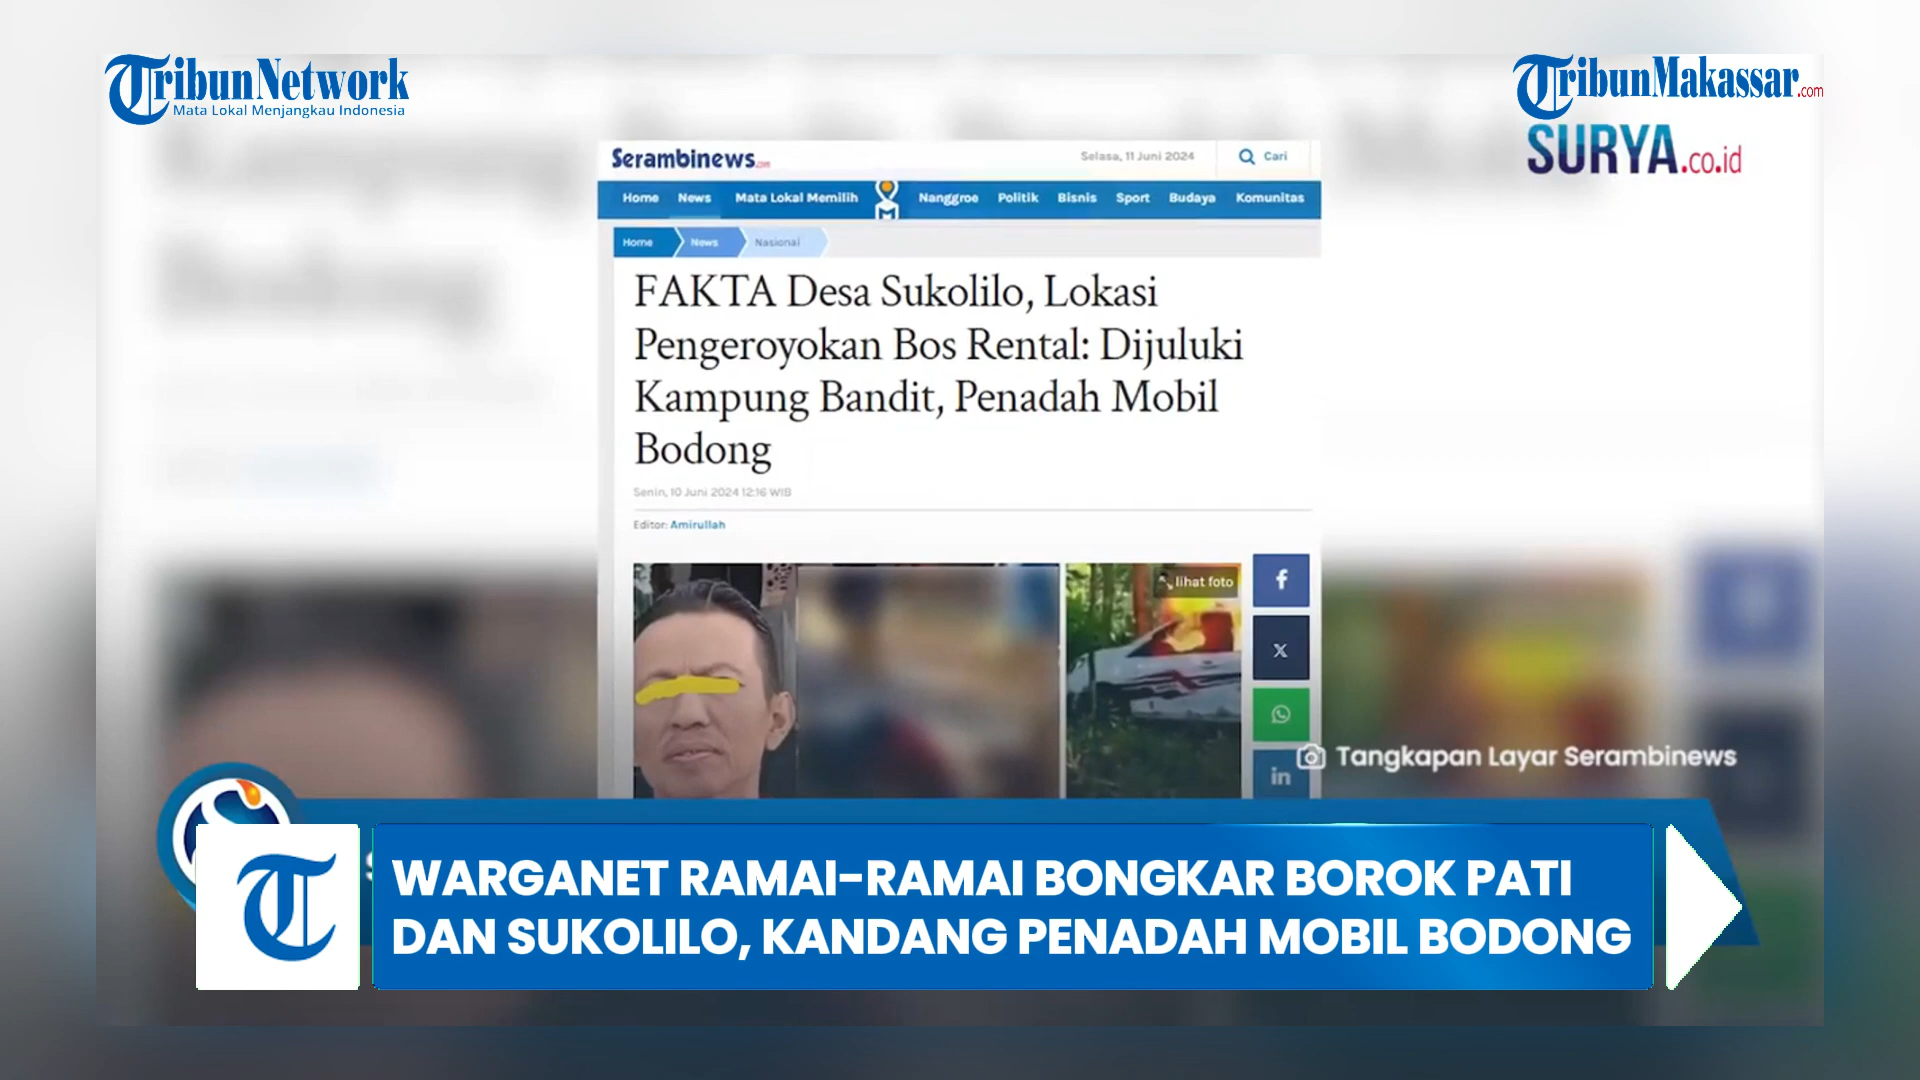 TribunNetwork
Mata Lokal Menjangkau Indonesia
TribunMakassar.com
SURYA.co.id
Serambinews.com
Selasa, 11 Juni 2024
Cari
Home News Mata Lokal Memilih Nanggroe Politik Bisnis Sport Budaya Komunitas
Home News Nasional
FAKTA Desa Sukolilo, Lokasi
Pengeroyokan Bos Rental: Dijuluki
Kampung Bandit, Penadah Mobil
Bodong
Senin, 10 Juni 2024 12:16 WIB
Editor: Amirullah
lihat foto
Tangkapan Layar Serambinews
WARGANET RAMAI-RAMAI BONGKAR BOROK PATI
DAN SUKOLILO, KANDANG PENADAH MOBIL BODONG